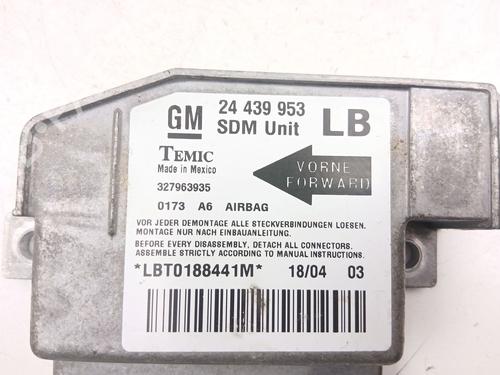 GM 24 439 953 LB
SDM Unit
TEMIC
Made in Mexico
VORNE
FORWARD
327963935
0173 A6 AIRBAG
VOR JEDER DEMONTAGE ALLE STECKVERBINDUNGEN LOESEN.
MONTAGE NUR NACH EINBAUANLEITUNG.
BEFORE EVERY DISASSEMBLY, DETACH ALL CONNECTORS.
ASSEMBLE STRICTLY ACCORDING TO MANUAL INSTRUCTIONS.
*LBT0188441M* 18/04 03